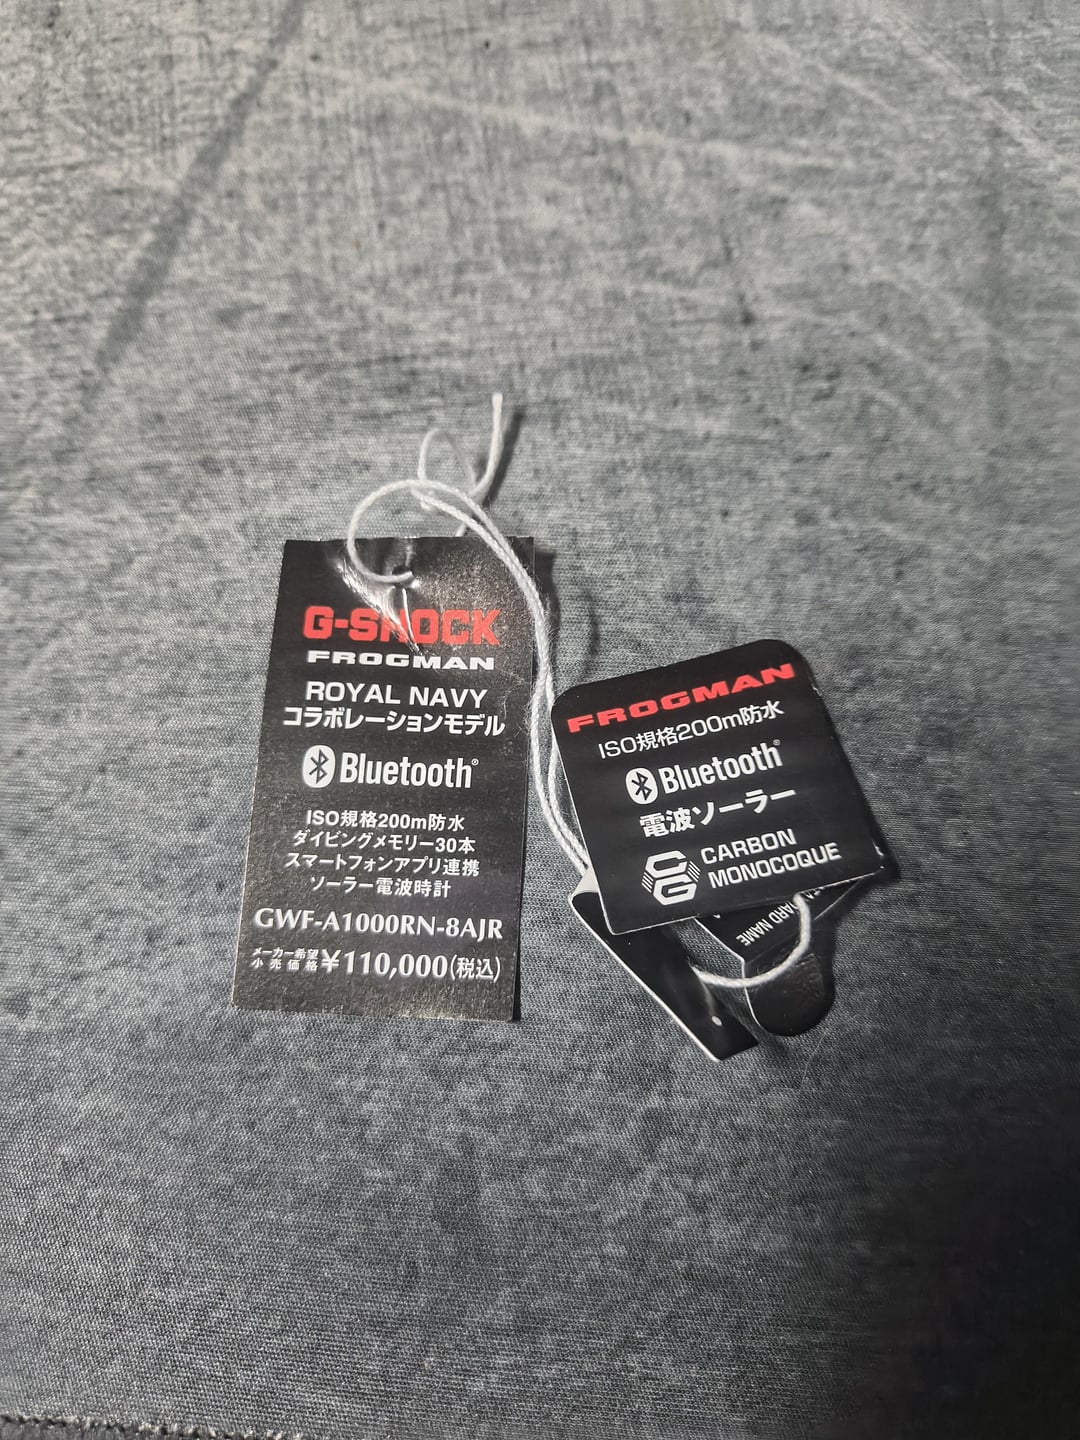 G-SHOCK
FROGMAN
ROYAL NAVY
コラボレーションモデル
Bluetooth®
ISO規格200m防水
ダイビングメモリー30本
スマートフォンアプリ連携
ソーラー電波時計
GWF-A1000RN-8AJR
メーカー希望
小売価格 ¥110,000(税込)
FROGMAN
ISO規格200m防水
Bluetooth®
電波ソーラー
CARBON
MONOCOQUE
NAME